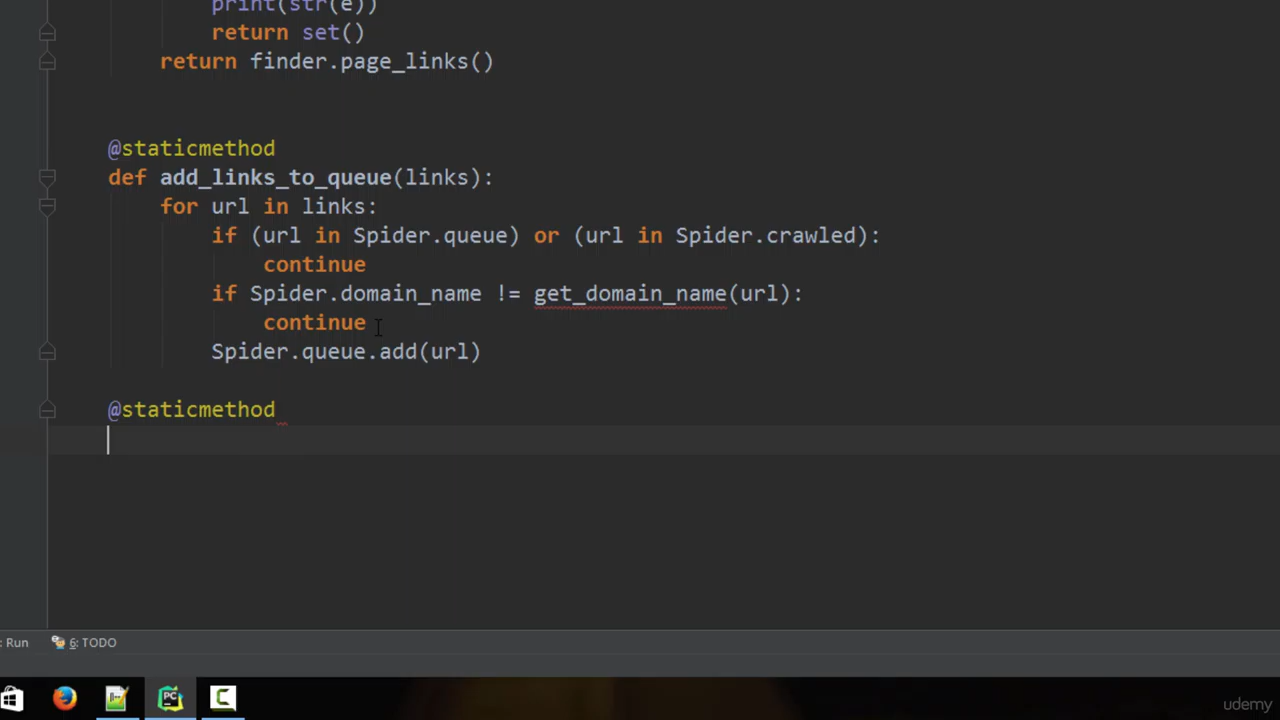 print(str(e))
return set()
return finder.page_links()
@staticmethod
def add_links_to_queue(links):
for url in links:
if (url in Spider.queue) or (url in Spider.crawled):
continue
if Spider.domain_name != get_domain_name(url):
continue
Spider.queue.add(url)
@staticmethod
: Run
6: TODO
PC
C
udemy